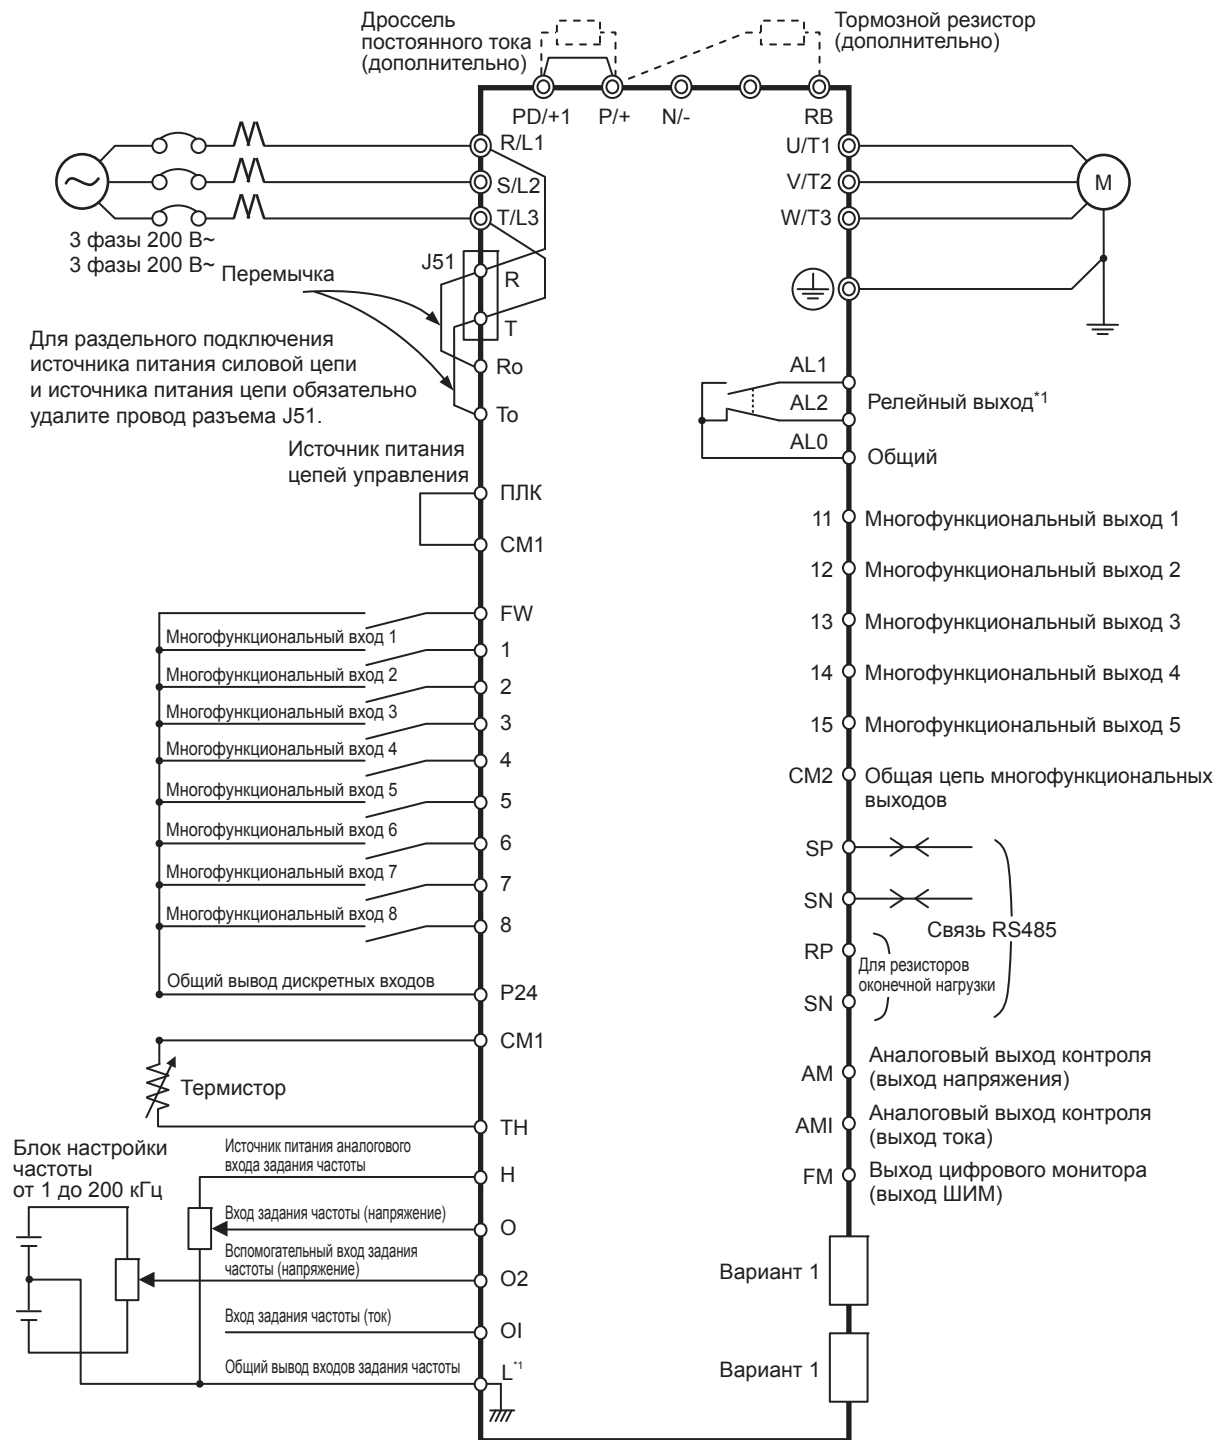 Дроссель
постоянного тока
(дополнительно)
Тормозной резистор
(дополнительно)
PD/+1
P/+
N/-
RB
R/L1
S/L2
T/L3
U/T1
V/T2
W/T3
M
3 фазы 200 В~
3 фазы 200 В~
Перемычка
J51
R
T
Ro
To
Для раздельного подключения
источника питания силовой цепи
и источника питания цепи обязательно
удалите провод разъема J51.
Источник питания
цепей управления
AL1
AL2
AL0
Релейный выход*1
Общий
ПЛК
CM1
11 Многофункциональный выход 1
12 Многофункциональный выход 2
13 Многофункциональный выход 3
14 Многофункциональный выход 4
15 Многофункциональный выход 5
CM2 Общая цепь многофункциональных
выходов
FW
Многофункциональный вход 1
1
Многофункциональный вход 2
2
Многофункциональный вход 3
3
Многофункциональный вход 4
4
Многофункциональный вход 5
5
Многофункциональный вход 6
6
Многофункциональный вход 7
7
Многофункциональный вход 8
8
Общий вывод дискретных входов
P24
CM1
Термистор
TH
SP
SN
Связь RS485
RP
Для резисторов
оконечной нагрузки
SN
AM
Аналоговый выход контроля
(выход напряжения)
AMI
Аналоговый выход контроля
(выход тока)
FM
Выход цифрового монитора
(выход ШИМ)
Блок настройки
частоты
от 1 до 200 кГц
Источник питания аналогового
входа задания частоты
H
Вход задания частоты (напряжение)
O
Вспомогательный вход задания
частоты (напряжение)
O2
Вход задания частоты (ток)
OI
Общий вывод входов задания частоты
L*1
Вариант 1
Вариант 1